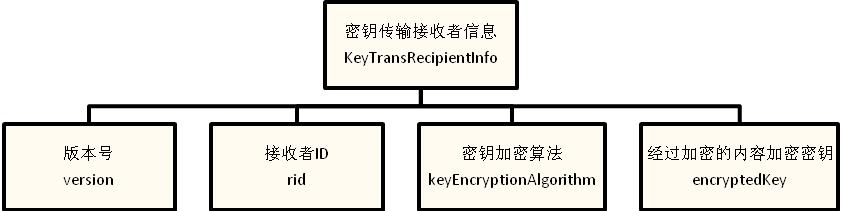 密钥传输接收者信息
KeyTransRecipientInfo
版本号
version
接收者ID
rid
密钥加密算法
keyEncryptionAlgorithm
经过加密的内容加密密钥
encryptedKey